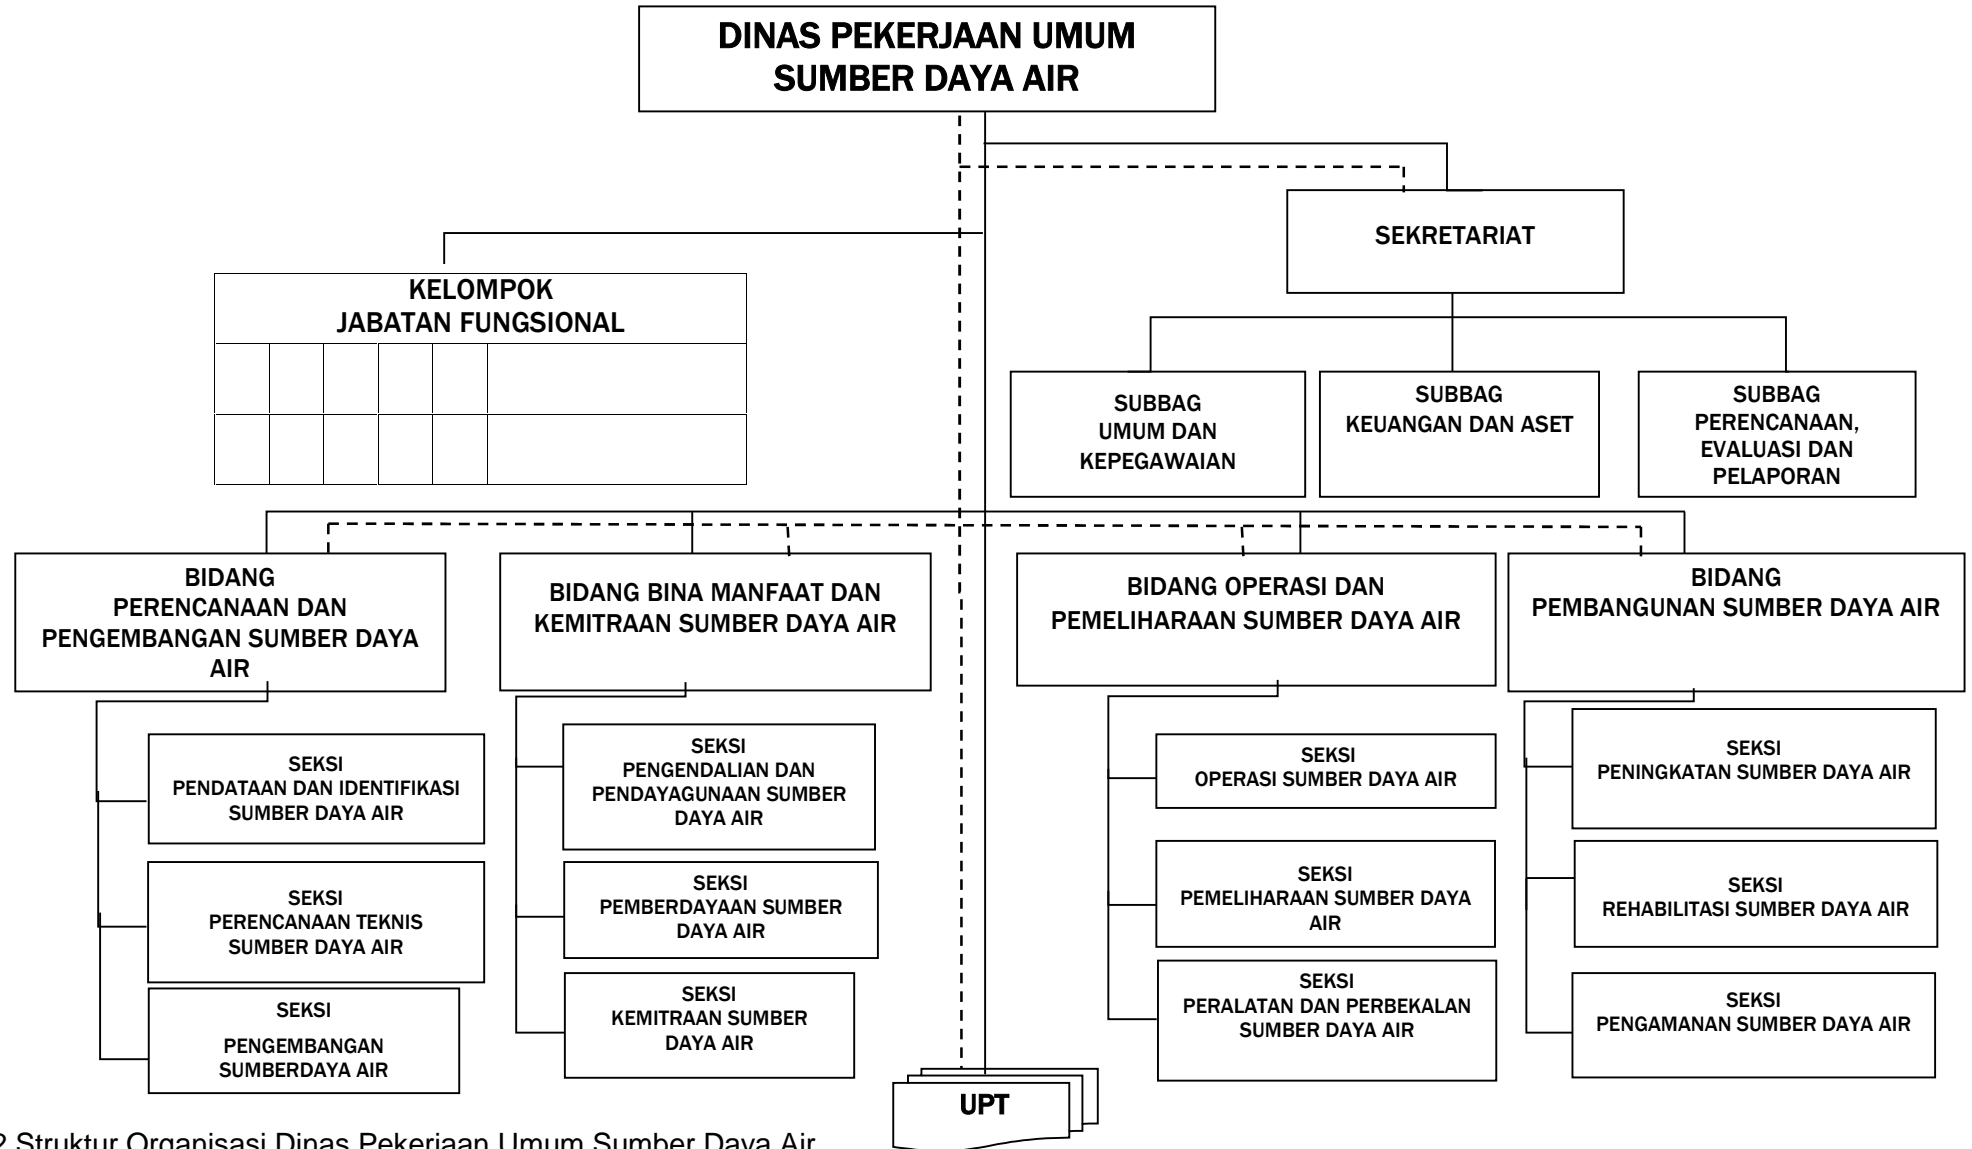 DINAS PEKERJAAN UMUM
SUMBER DAYA AIR
SEKRETARIAT
KELOMPOK
JABATAN FUNGSIONAL
SUBBAG
UMUM DAN
KEPEGAWAIAN
SUBBAG
KEUANGAN DAN ASET
SUBBAG
PERENCANAAN,
EVALUASI DAN
PELAPORAN
BIDANG
PERENCANAAN DAN
PENGEMBANGAN SUMBER DAYA
AIR
BIDANG BINA MANFAAT DAN
KEMITRAAN SUMBER DAYA AIR
BIDANG OPERASI DAN
PEMELIHARAAN SUMBER DAYA AIR
BIDANG
PEMBANGUNAN SUMBER DAYA AIR
SEKSI
PENDATAAN DAN IDENTIFIKASI
SUMBER DAYA AIR
SEKSI
PERENCANAAN TEKNIS
SUMBER DAYA AIR
SEKSI
PENGEMBANGAN
SUMBERDAYA AIR
SEKSI
PENGENDALIAN DAN
PENDAYAGUNAAN SUMBER
DAYA AIR
SEKSI
PEMBERDAYAAN SUMBER
DAYA AIR
SEKSI
KEMITRAAN SUMBER
DAYA AIR
SEKSI
OPERASI SUMBER DAYA AIR
SEKSI
PEMELIHARAAN SUMBER DAYA
AIR
SEKSI
PERALATAN DAN PERBEKALAN
SUMBER DAYA AIR
SEKSI
PENINGKATAN SUMBER DAYA AIR
SEKSI
REHABILITASI SUMBER DAYA AIR
SEKSI
PENGAMANAN SUMBER DAYA AIR
UPT
2 Struktur Organisasi Dinas Pekerjaan Umum Sumber Daya Air